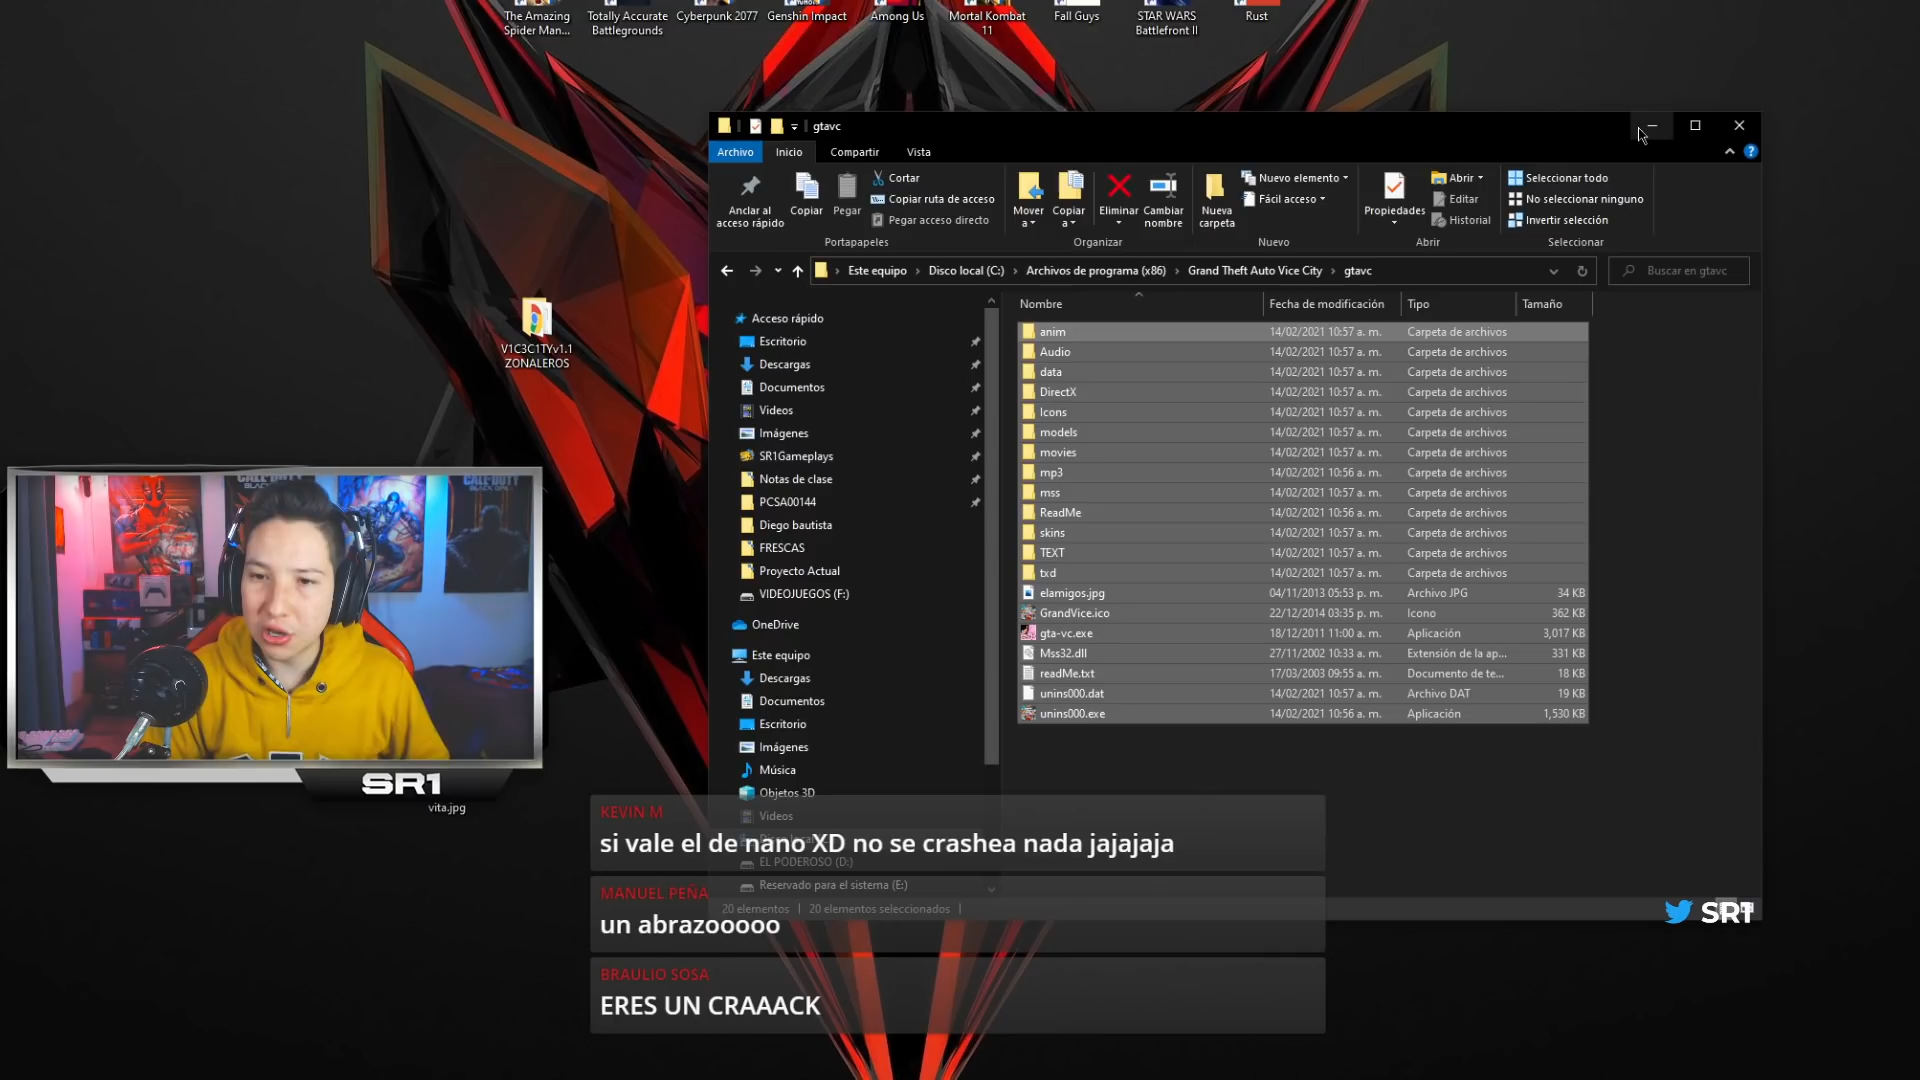 The Amazing
Spider Man...
Totally Accurate
Battlegrounds
Cyberpunk 2077
Genshin Impact
Among Us
Mortal Kombat
11
Fall Guys
STAR WARS
Battlefront II
Rust
gtavc
Archivo
Inicio
Compartir
Vista
Anclar al
acceso rápido
Copiar
Pegar
Cortar
Copiar ruta de acceso
Pegar acceso directo
Portapapeles
Mover
a
Copiar
a
Eliminar
Cambiar
nombre
Organizar
Nueva
carpeta
Nuevo elemento
Fácil acceso
Nuevo
Propiedades
Abrir
Editar
Historial
Abrir
Seleccionar todo
No seleccionar ninguno
Invertir selección
Seleccionar
Este equipo > Disco local (C:) > Archivos de programa (x86) > Grand Theft Auto Vice City > gtavc
Buscar en gtavc
Acceso rápido
Escritorio
Descargas
Documentos
Videos
Imágenes
SR1Gameplays
Notas de clase
PCSA00144
Diego bautista
FRESCAS
Proyecto Actual
VIDEOJUEGOS (F:)
OneDrive
Este equipo
Descargas
Documentos
Escritorio
Imágenes
Música
Objetos 3D
Videos
EL PODEROSO (D:)
Reservado para el sistema (E:)
Nombre Fecha de modificación Tipo Tamaño
anim 14/02/2021 10:57 a. m. Carpeta de archivos
Audio 14/02/2021 10:57 a. m. Carpeta de archivos
data 14/02/2021 10:57 a. m. Carpeta de archivos
DirectX 14/02/2021 10:57 a. m. Carpeta de archivos
Icons 14/02/2021 10:57 a. m. Carpeta de archivos
models 14/02/2021 10:57 a. m. Carpeta de archivos
movies 14/02/2021 10:57 a. m. Carpeta de archivos
mp3 14/02/2021 10:56 a. m. Carpeta de archivos
mss 14/02/2021 10:57 a. m. Carpeta de archivos
ReadMe 14/02/2021 10:56 a. m. Carpeta de archivos
skins 14/02/2021 10:57 a. m. Carpeta de archivos
TEXT 14/02/2021 10:57 a. m. Carpeta de archivos
txd 14/02/2021 10:57 a. m. Carpeta de archivos
elamigos.jpg 04/11/2013 05:53 p. m. Archivo JPG 34 KB
GrandVice.ico 22/12/2014 03:35 p. m. Icono 362 KB
gta-vc.exe 18/12/2011 11:00 a. m. Aplicación 3,017 KB
Mss32.dll 27/11/2002 10:33 a. m. Extensión de la ap... 331 KB
readMe.txt 17/03/2003 09:55 a. m. Documento de te... 18 KB
unins000.dat 14/02/2021 10:57 a. m. Archivo DAT 19 KB
unins000.exe 14/02/2021 10:56 a. m. Aplicación 1,530 KB
20 elementos | 20 elementos seleccionados |
V1C3C1TYv1.1
ZONALEROS
CALL·DUTY
SR1
vita.jpg
KEVIN M
si vale el de nano XD no se crashea nada jajajaja
MANUEL PEÑA
un abrazooooo
BRAULIO SOSA
ERES UN CRAAACK
SR1